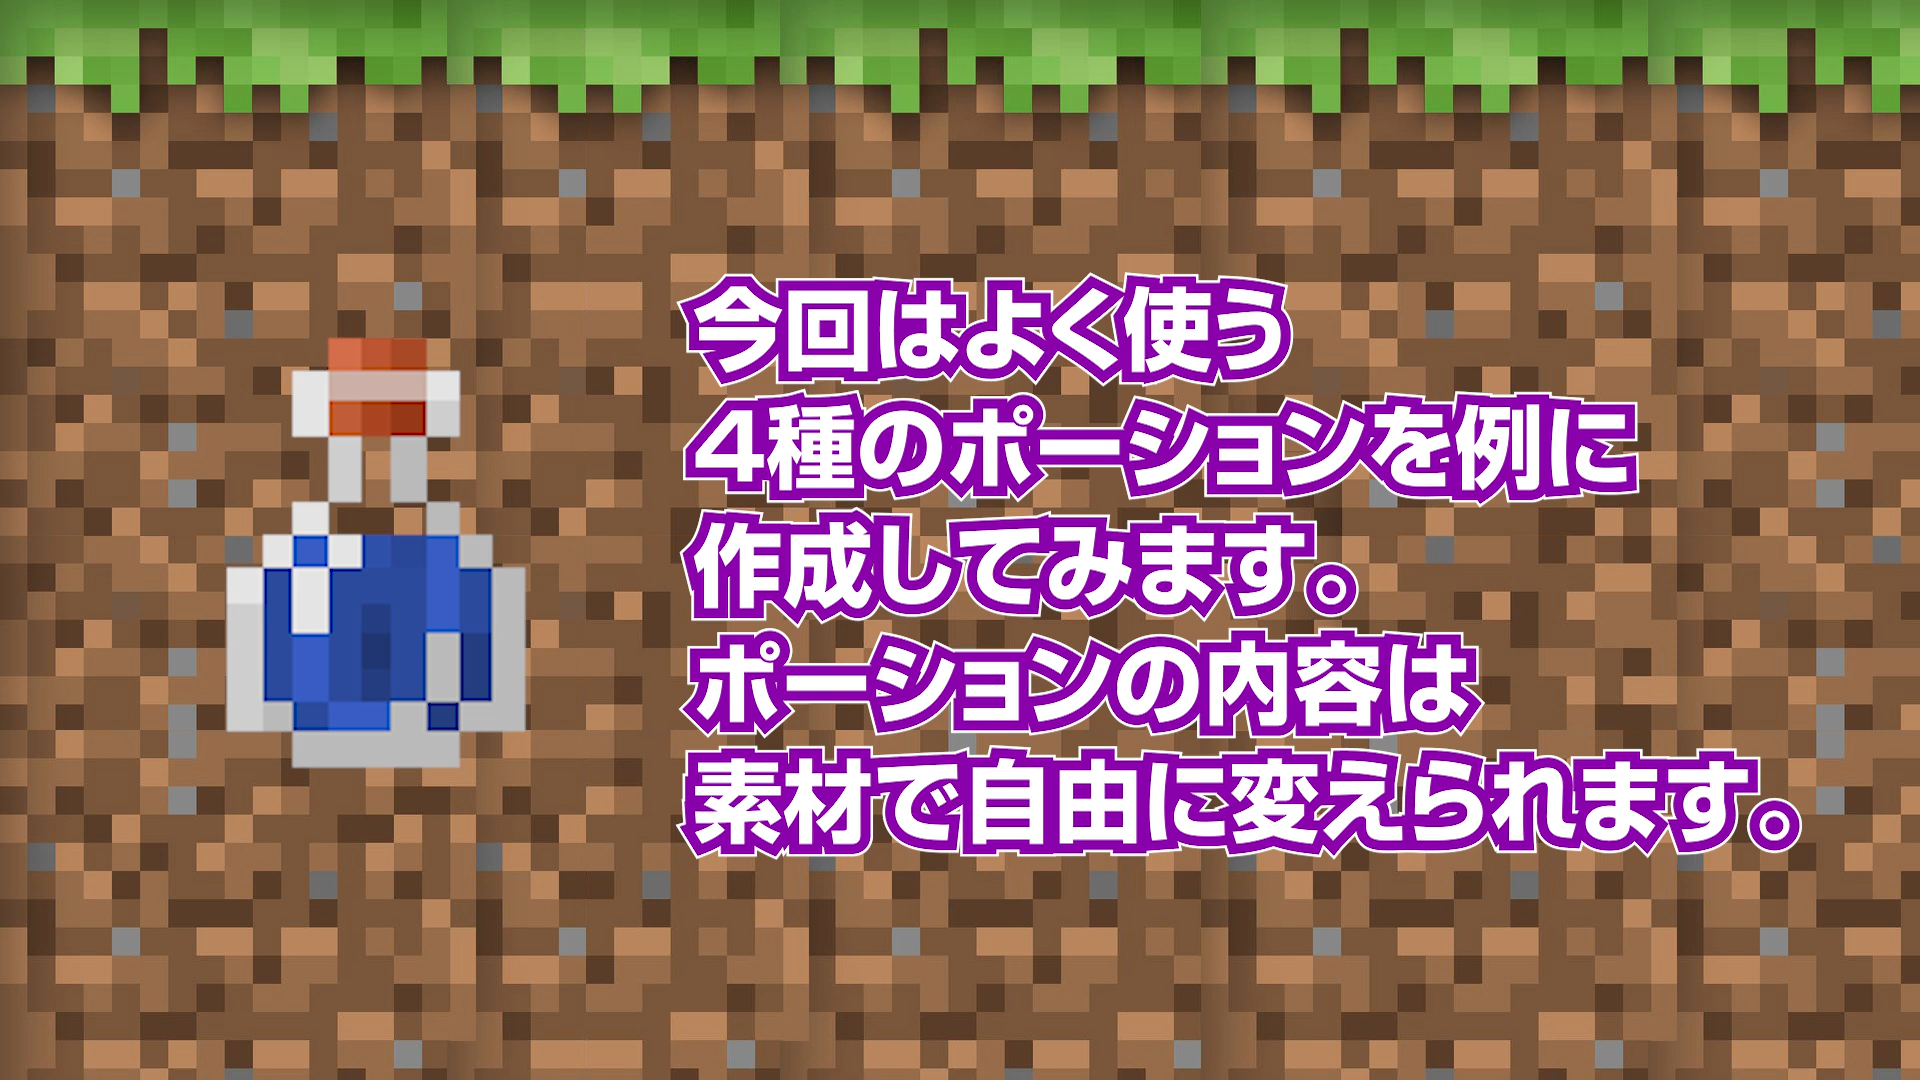 今回はよく使う
4種のポーションを例に
作成してみます。
ポーションの内容は
素材で自由に変えられます。